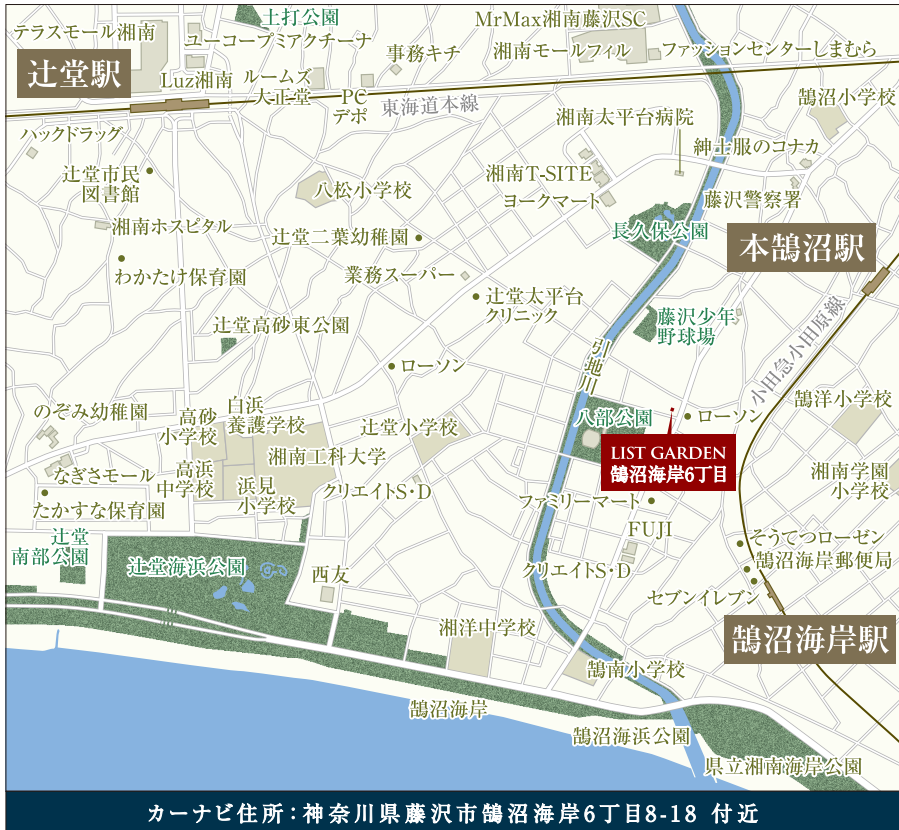 土打公園
MrMax湘南藤沢SC
テラスモール湘南
ユーコープミアクチーナ
事務キチ
湘南モールフィル
ファッションセンターしまむら
辻堂駅
Luz湘南
ルームズ
大正堂
PC
デポ
東海道本線
鵠沼小学校
ハックドラッグ
湘南太平台病院
紳士服のコナカ
辻堂市民
図書館
八松小学校
湘南T-SITE
ヨークマート
藤沢警察署
湘南ホスピタル
辻堂二葉幼稚園
長久保公園
本鵠沼駅
わかたけ保育園
業務スーパー
辻堂太平台
クリニック
辻堂高砂東公園
藤沢少年
野球場
小田急小田原線
引地川
ローソン
のぞみ幼稚園
高砂
小学校
白浜
養護学校
辻堂小学校
八部公園
ローソン
鵠洋小学校
LIST GARDEN
鵠沼海岸6丁目
湘南工科大学
なぎさモール
高浜
中学校
浜見
小学校
クリエイトS・D
湘南学園
小学校
たかすな保育園
ファミリーマート
FUJI
辻堂
南部公園
辻堂海浜公園
西友
クリエイトS・D
そうてつローゼン
鵠沼海岸郵便局
セブンイレブン
湘洋中学校
鵠沼海岸駅
鵠南小学校
鵠沼海岸
鵠沼海浜公園
県立湘南海岸公園
カーナビ住所：神奈川県藤沢市鵠沼海岸6丁目8-18 付近